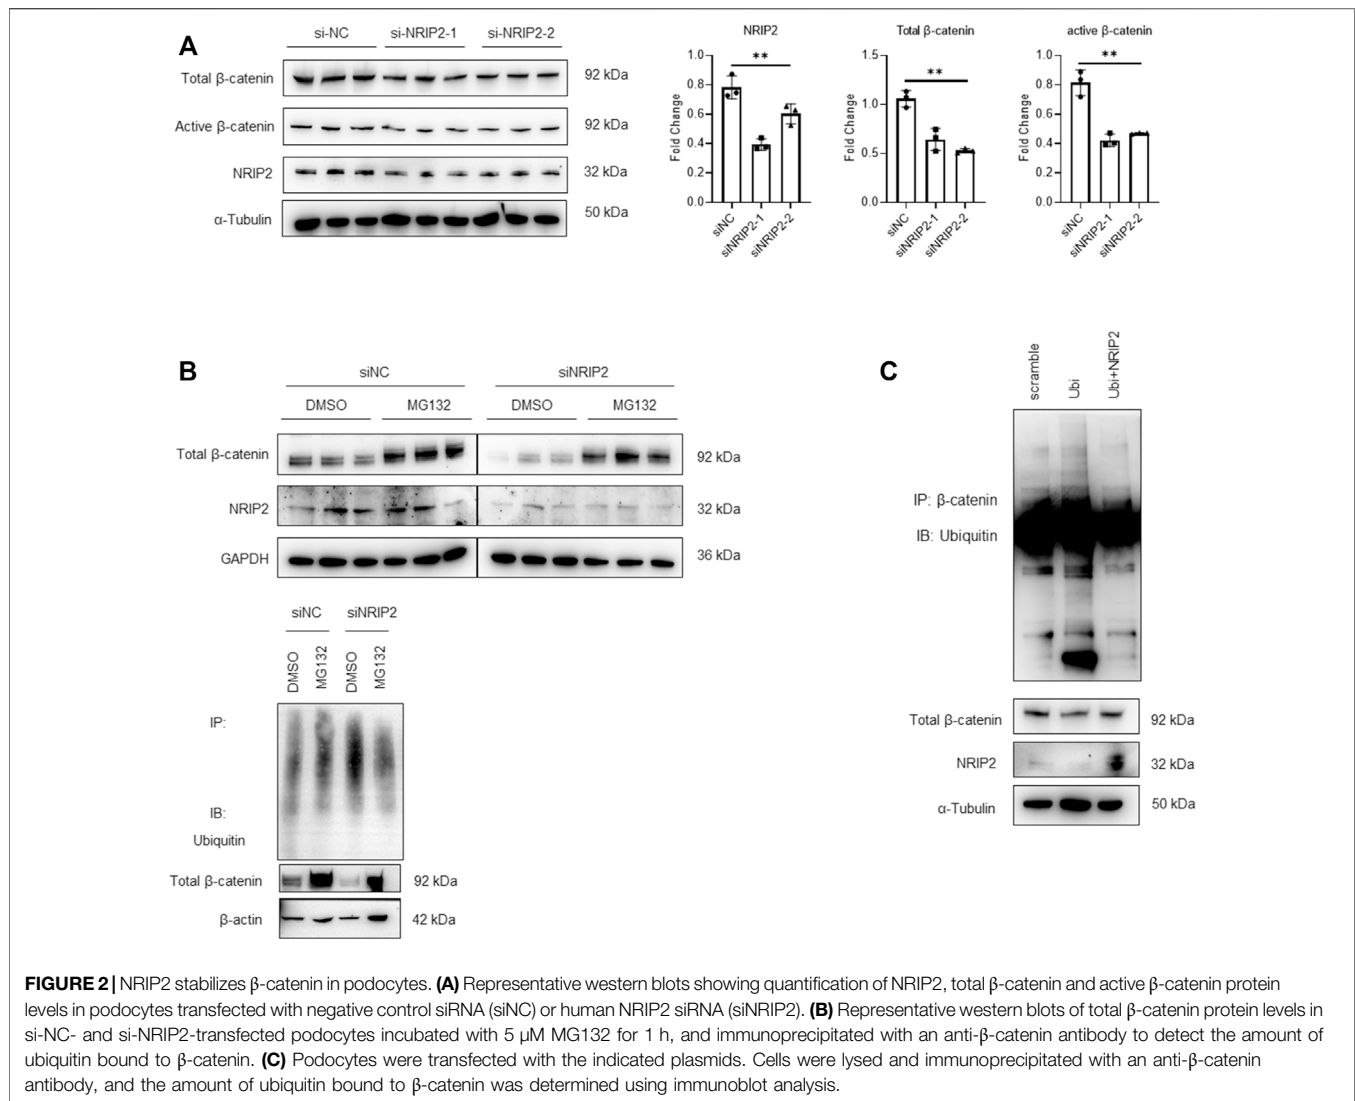 A
si-NC si-NRIP2-1 si-NRIP2-2
Total β-catenin 92 kDa
Active β-catenin 92 kDa
NRIP2 32 kDa
α-Tubulin 50 kDa
NRIP2
Fold Change
1.0
0.8
0.6
0.4
0.2
0.0
**
siNC
siNRIP2-1
siNRIP2-2
Total β-catenin
Fold Change
1.5
1.0
0.5
0.0
**
siNC
siNRIP2-1
siNRIP2-2
active β-catenin
Fold Change
1.0
0.8
0.6
0.4
0.2
0.0
**
siNC
siNRIP2-1
siNRIP2-2
B
siNC siNRIP2
DMSO MG132 DMSO MG132
Total β-catenin 92 kDa
NRIP2 32 kDa
GAPDH 36 kDa
siNC siNRIP2
DMSO MG132 DMSO MG132
IP:
IB:
Ubiquitin
Total β-catenin 92 kDa
β-actin 42 kDa
C
scramble Ubi Ubi+NRIP2
IP: β-catenin
IB: Ubiquitin
Total β-catenin 92 kDa
NRIP2 32 kDa
α-Tubulin 50 kDa
FIGURE 2 | NRIP2 stabilizes β-catenin in podocytes. (A) Representative western blots showing quantification of NRIP2, total β-catenin and active β-catenin protein
levels in podocytes transfected with negative control siRNA (siNC) or human NRIP2 siRNA (siNRIP2). (B) Representative western blots of total β-catenin protein levels in
si-NC- and si-NRIP2-transfected podocytes incubated with 5 μM MG132 for 1 h, and immunoprecipitated with an anti-β-catenin antibody to detect the amount of
ubiquitin bound to β-catenin. (C) Podocytes were transfected with the indicated plasmids. Cells were lysed and immunoprecipitated with an anti-β-catenin
antibody, and the amount of ubiquitin bound to β-catenin was determined using immunoblot analysis.